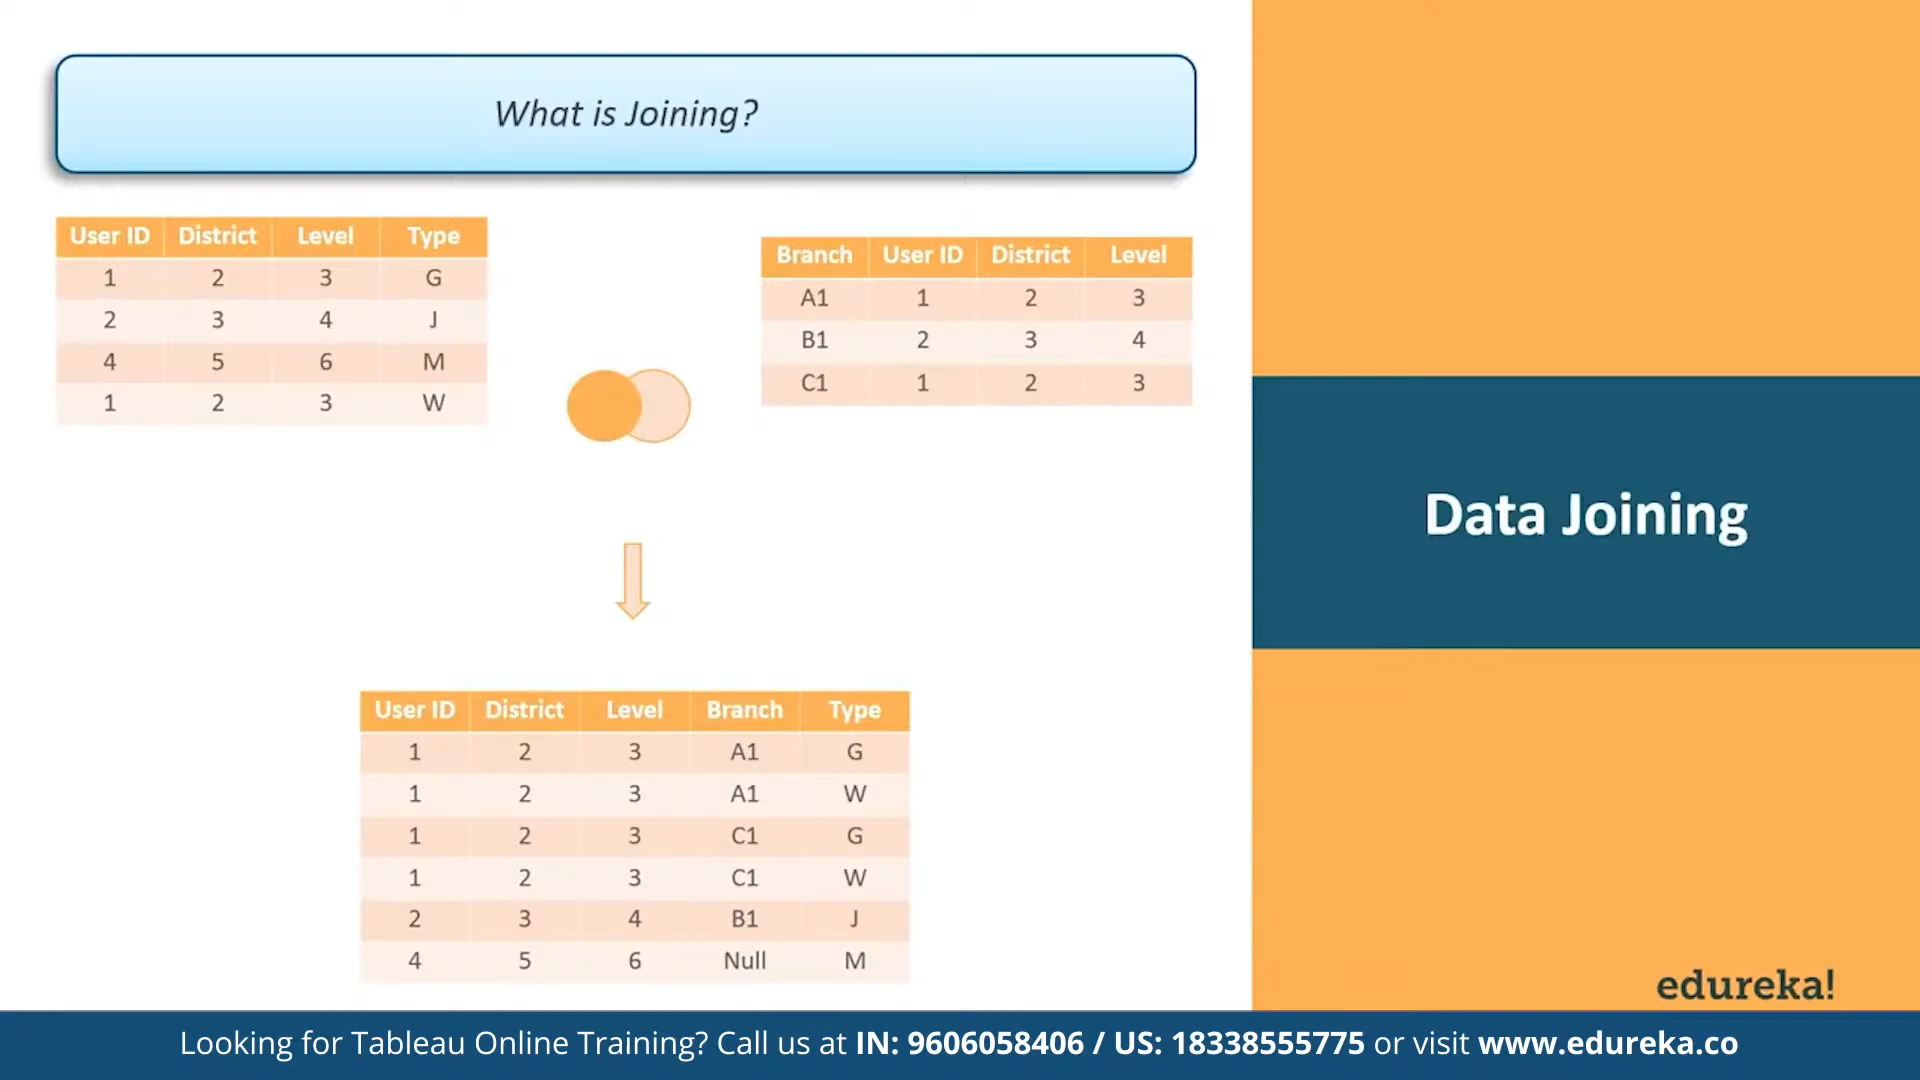 What is Joining?
User ID District Level Type
1 2 3 G
2 3 4 J
4 5 6 M
1 2 3 W
Branch User ID District Level
A1 1 2 3
B1 2 3 4
C1 1 2 3
User ID District Level Branch Type
1 2 3 A1 G
1 2 3 A1 W
1 2 3 C1 G
1 2 3 C1 W
2 3 4 B1 J
4 5 6 Null M
Data Joining
edureka!
Looking for Tableau Online Training? Call us at IN: 9606058406 / US: 18338555775 or visit www.edureka.co